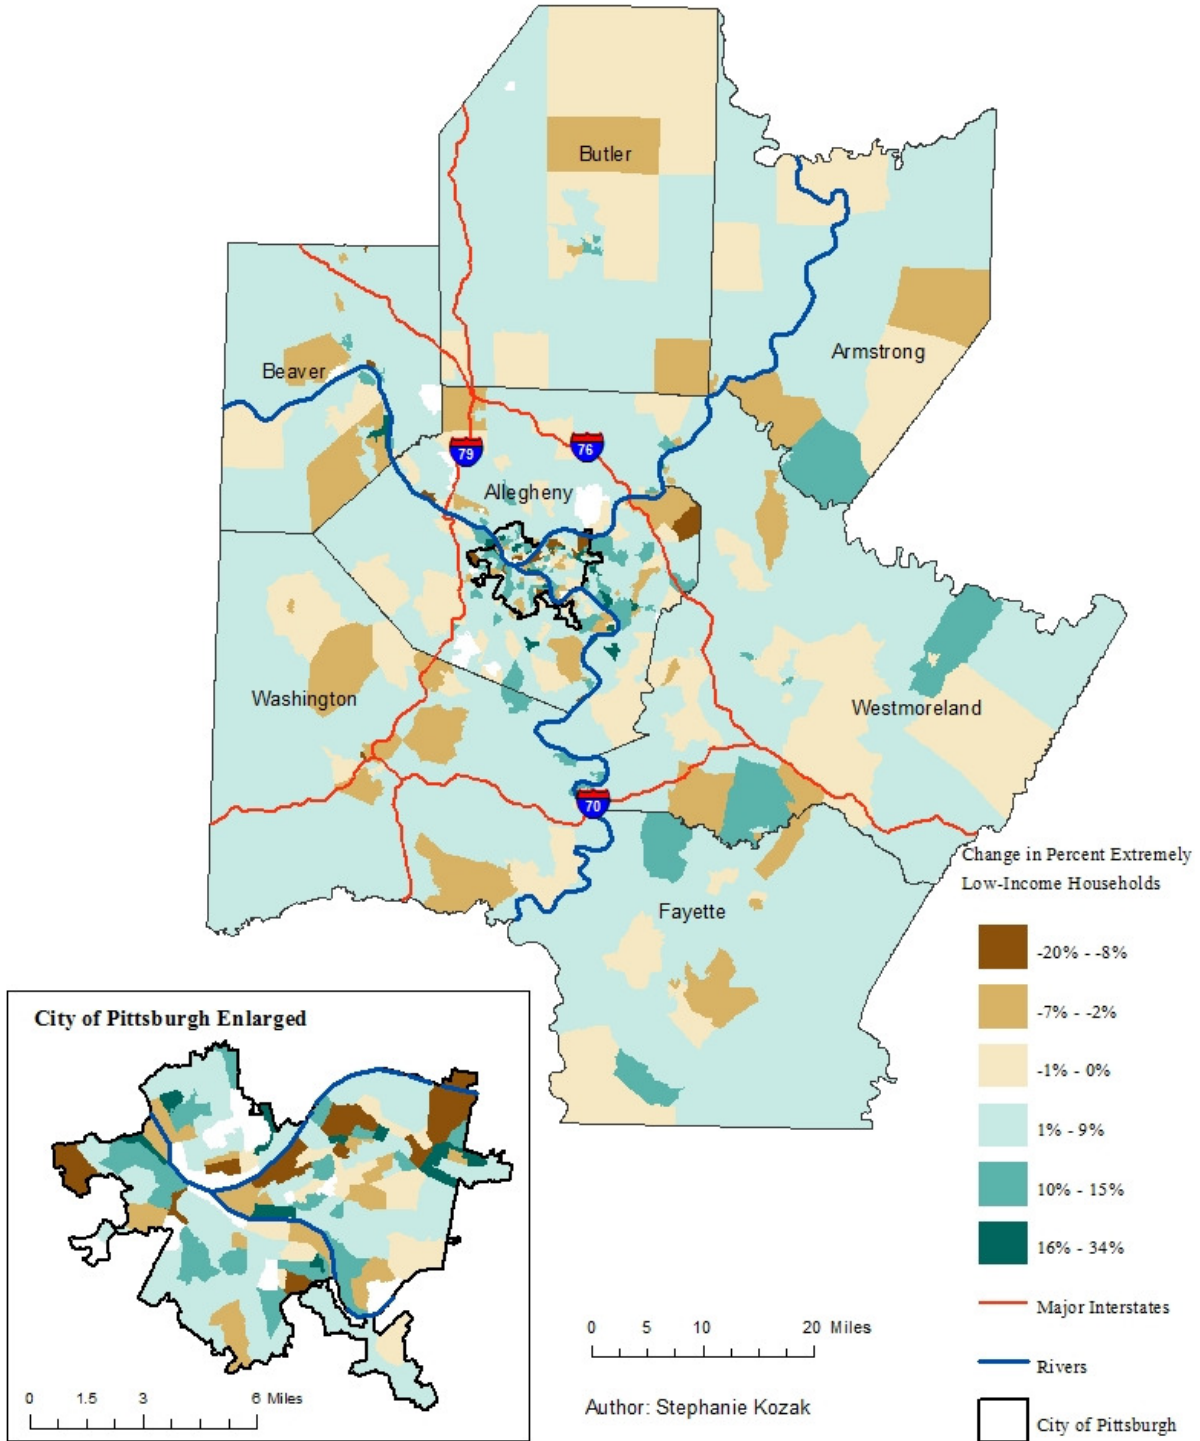 Butler
Armstrong
Beaver
79
76
Allegheny
Washington
Westmoreland
70
Fayette
Change in Percent Extremely
Low-Income Households
-20% - -8%
-7% - -2%
-1% - 0%
1% - 9%
10% - 15%
16% - 34%
Major Interstates
Rivers
City of Pittsburgh
City of Pittsburgh Enlarged
0 1.5 3 6 Miles
0 5 10 20 Miles
Author: Stephanie Kozak